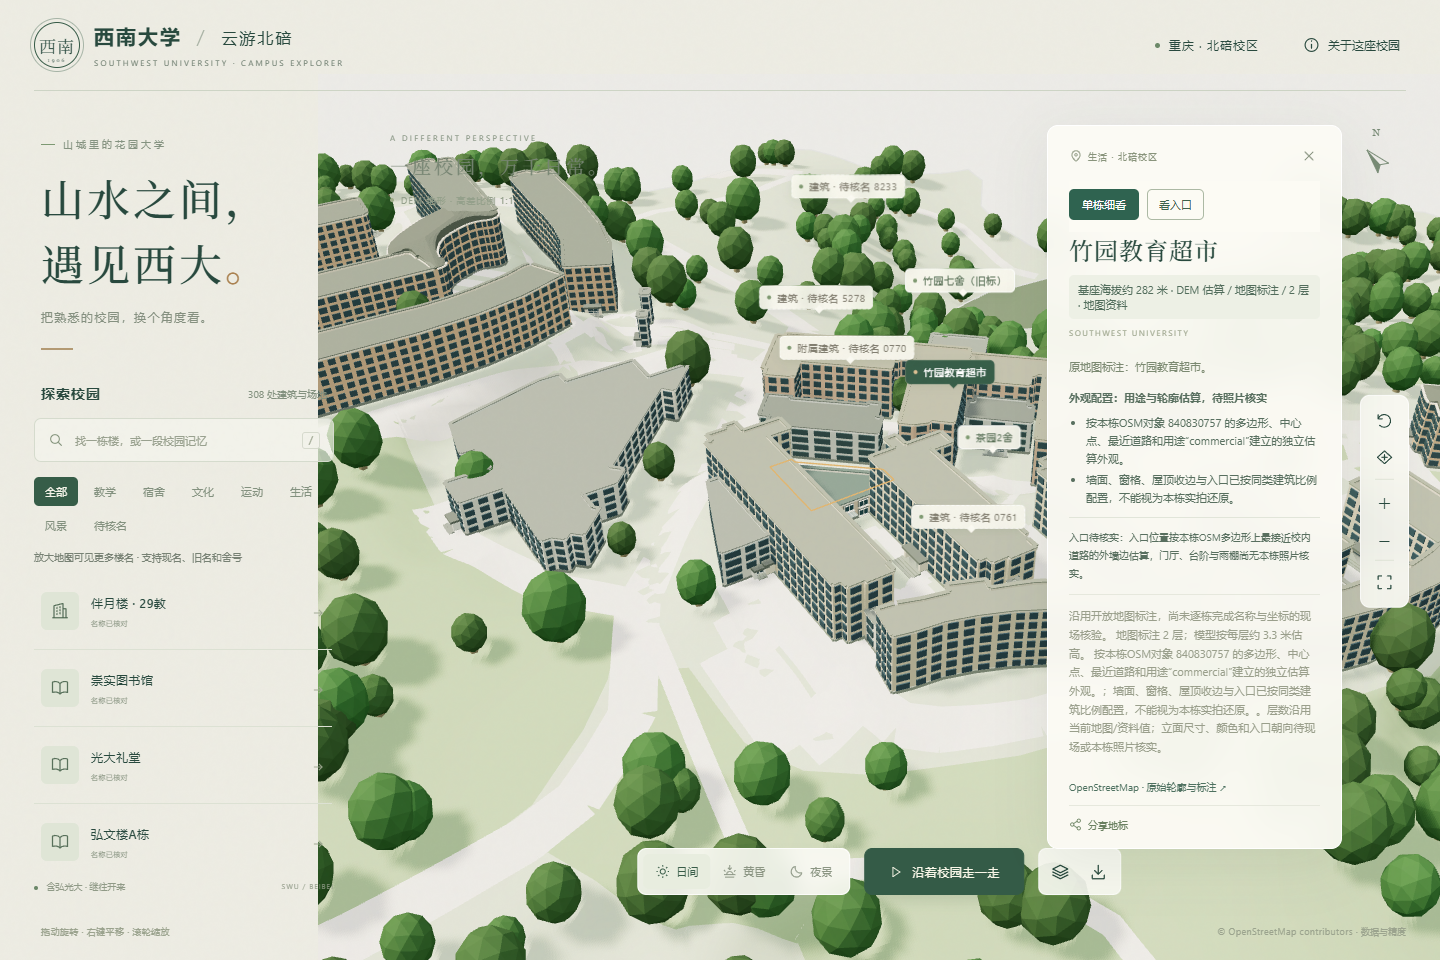 西南
1906
西南大学 / 云游北碚
SOUTHWEST UNIVERSITY · CAMPUS EXPLORER
重庆 · 北碚校区
关于这座校园
山城里的花园大学
山水之间，
遇见西大。
把熟悉的校园，换个角度看。
探索校园
308 处建筑与场
找一栋楼，或一段校园记忆
/
全部 教学 宿舍 文化 运动 生活
风景 待核名
放大地图可见更多楼名 · 支持现名、旧名和舍号
伴月楼 · 29教
名称已核对
崇实图书馆
名称已核对
光大礼堂
名称已核对
弘文楼A栋
名称已核对
含弘光大 · 继往开来
SWU / BEIBE
拖动旋转 · 右键平移 · 滚轮缩放
A DIFFERENT PERSPECTIVE
一座校园，万千日常。
1:1
建筑 · 待核名 8233
竹园七舍（旧标）
建筑 · 待核名 5278
附属建筑 · 待核名 0770
竹园教育超市
茶园2舍
建筑 · 待核名 0761
日间 黄昏 夜景
沿着校园走一走
生活 · 北碚校区
单栋细看 看入口
竹园教育超市
基座海拔约 282 米 · DEM 估算 / 地图标注 / 2 层
· 地图资料
SOUTHWEST UNIVERSITY
原地图标注：竹园教育超市。
外观配置：用途与轮廓估算，待照片核实
按本栋OSM对象 840830757 的多边形、中心
点、最近道路和用途“commercial”建立的独立估
算外观。
墙面、窗格、屋顶收边与入口已按同类建筑比例
配置，不能视为本栋实拍还原。
入口待核实：入口位置按本栋OSM多边形上最接近校内
道路的外墙边估算，门厅、台阶与雨棚尚无本栋照片核
实。
沿用开放地图标注，尚未逐栋完成名称与坐标的现
场核验。 地图标注 2 层；模型按每层约 3.3 米估
高。 按本栋OSM对象 840830757 的多边形、中心
点、最近道路和用途“commercial”建立的独立估算
外观。；墙面、窗格、屋顶收边与入口已按同类建
筑比例配置，不能视为本栋实拍还原。。层数沿用
当前地图/资料值；立面尺寸、颜色和入口朝向待现
场或本栋照片核实。
OpenStreetMap · 原始轮廓与标注 ↗
分享地标
N
© OpenStreetMap contributors · 数据与精度